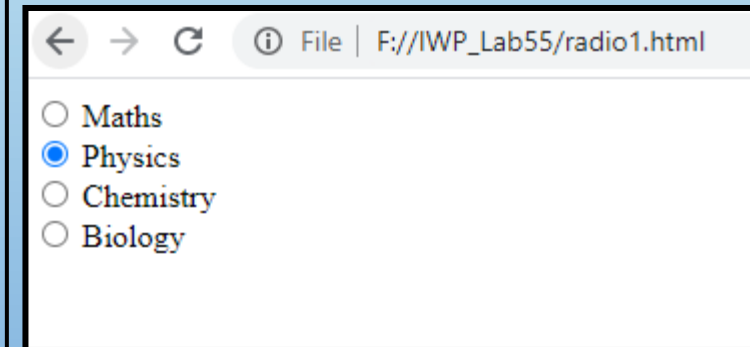 File F://IWP_Lab55/radio1.html
Maths
Physics
Chemistry
Biology